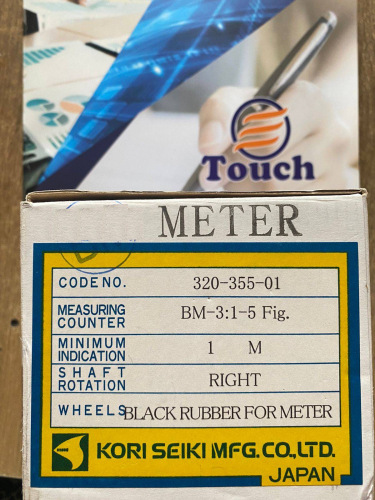 Touch
METER
CODE NO. 320-355-01
MEASURING COUNTER BM-3:1-5 Fig.
MINIMUM INDICATION 1 M
SHAFT ROTATION RIGHT
WHEELS BLACK RUBBER FOR METER
KORI SEIKI MFG.CO.,LTD.
JAPAN